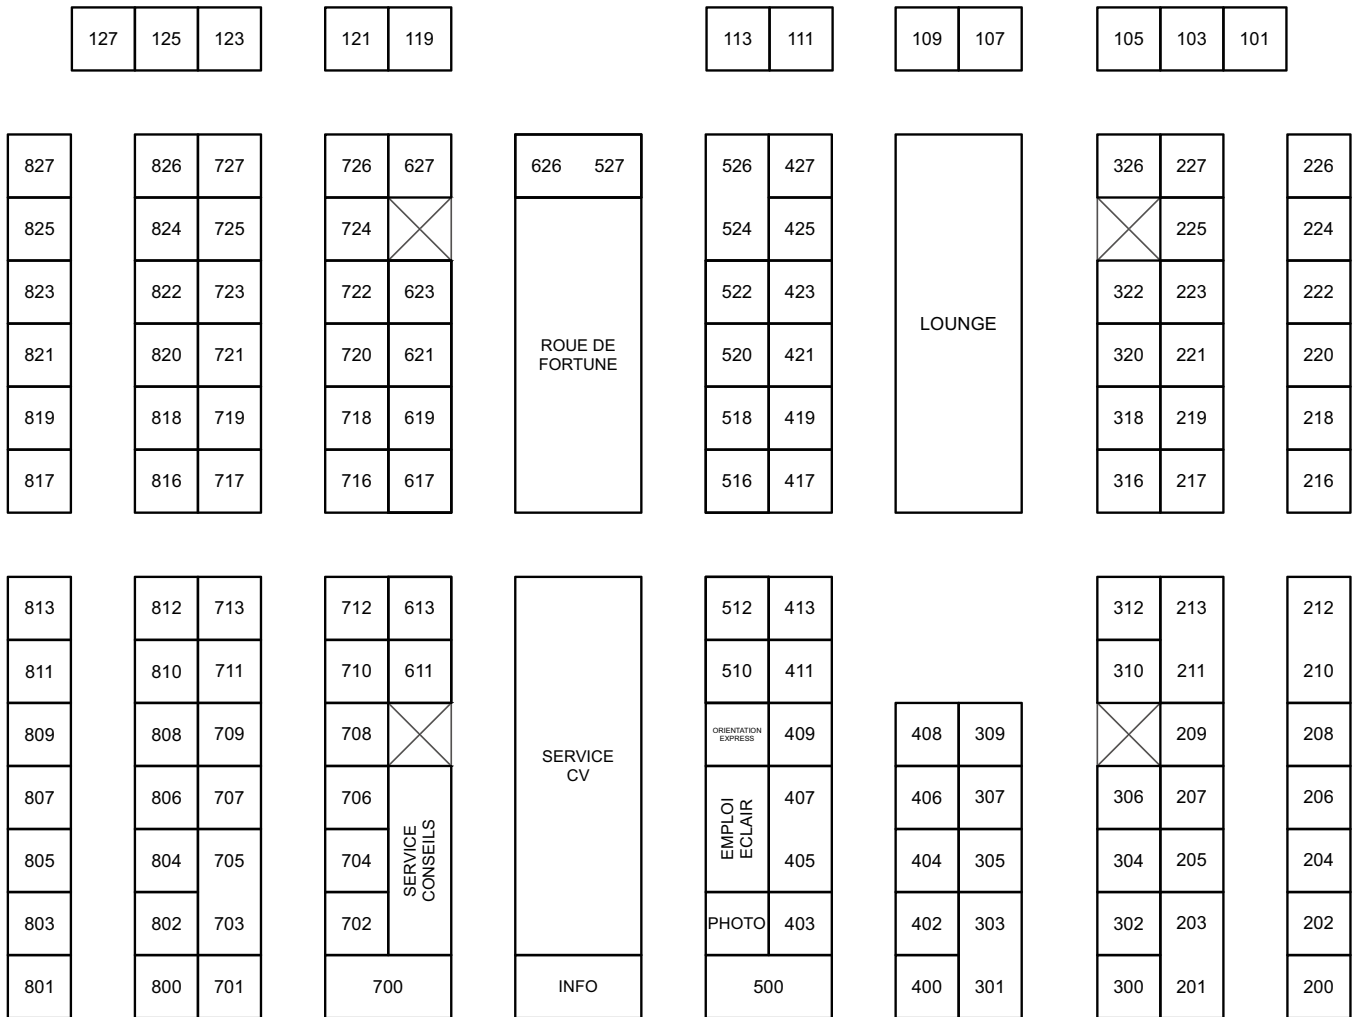 127 125 123 121 119 113 111 109 107 105 103 101
827 826 727 726 627 626 527 526 427 326 227 226
825 824 725 724 524 425 225 224
823 822 723 722 623 522 423 322 223 222
LOUNGE
821 820 721 720 621 520 421 320 221 220
ROUE DE
FORTUNE
819 818 719 718 619 518 419 318 219 218
817 816 717 716 617 516 417 316 217 216
813 812 713 712 613 512 413 312 213 212
811 810 711 710 611 510 411 310 211 210
809 808 709 708 409 408 309 209 208
ORIENTATION
EXPRESS
SERVICE
CV
807 806 707 706 407 406 307 306 207 206
EMPLOI
ECLAIR
805 804 705 704 405 404 305 304 205 204
SERVICE
CONSEILS
803 802 703 702 PHOTO 403 402 303 302 203 202
801 800 701 700 INFO 500 400 301 300 201 200